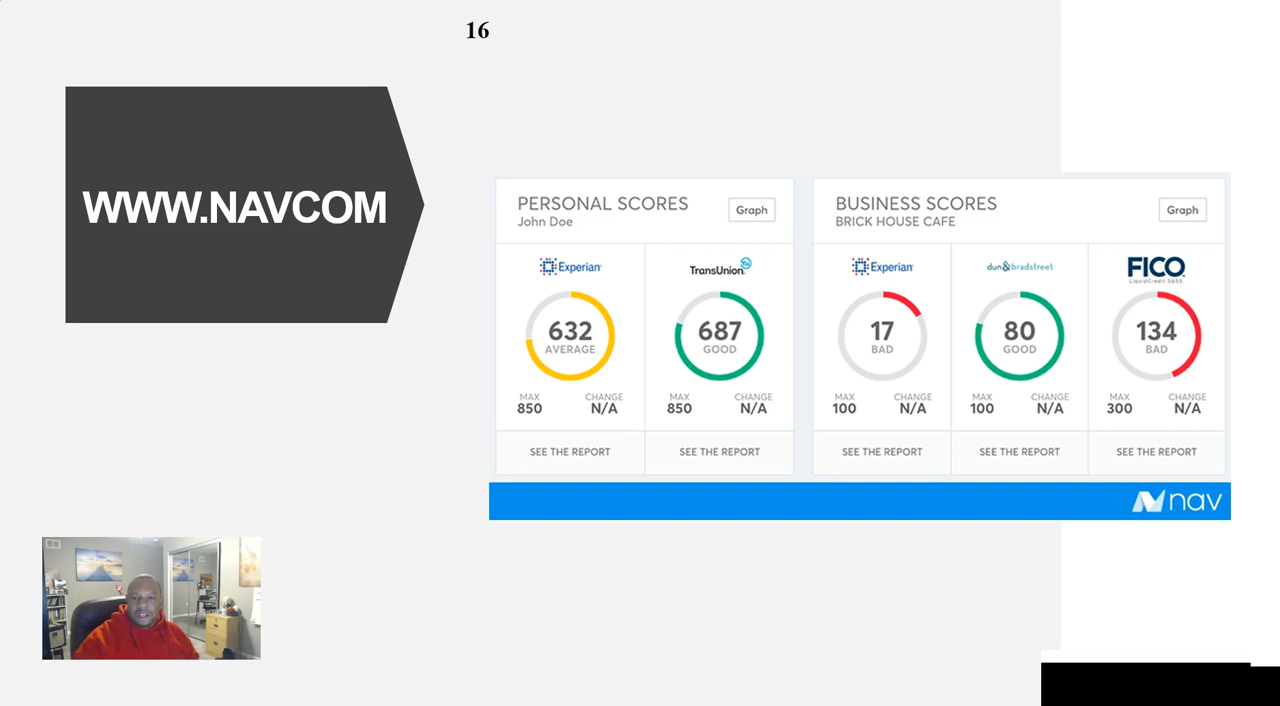 16
WWW.NAVCOM
PERSONAL SCORES
John Doe
Graph
Experian
632
AVERAGE
MAX
850
CHANGE
N/A
SEE THE REPORT
TransUnion
687
GOOD
MAX
850
CHANGE
N/A
SEE THE REPORT
BUSINESS SCORES
BRICK HOUSE CAFE
Graph
Experian
17
BAD
MAX
100
CHANGE
N/A
SEE THE REPORT
dun&bradstreet
80
GOOD
MAX
100
CHANGE
N/A
SEE THE REPORT
FICO
LiquidCredit SBSS
134
BAD
MAX
300
CHANGE
N/A
SEE THE REPORT
nav